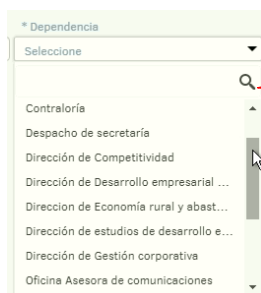 * Dependencia
Seleccione
Contraloría
Despacho de secretaría
Dirección de Competitividad
Dirección de Desarrollo empresarial ...
Direccion de Economía rural y abast...
Dirección de estudios de desarrollo e...
Dirección de Gestión corporativa
Oficina Asesora de comunicaciones